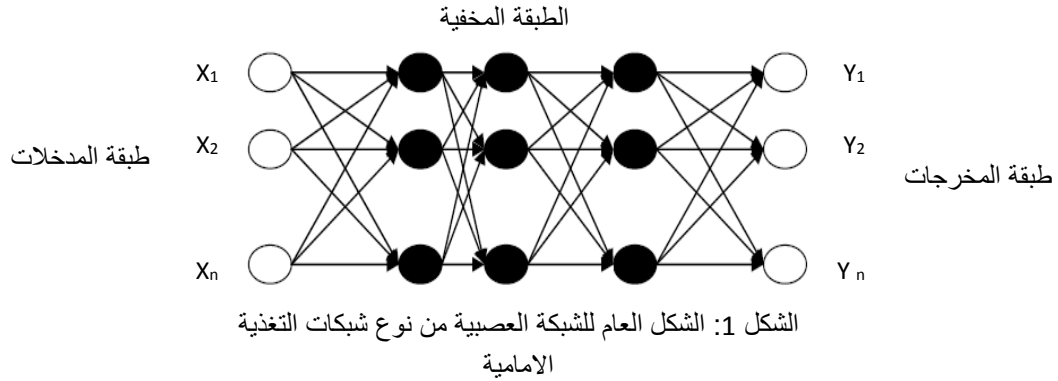 الطبقة المخفية
X1
Y1
X2
Y2
طبقة المدخلات
طبقة المخرجات
Xn
Y n
الشكل 1: الشكل العام للشبكة العصبية من نوع شبكات التغذية
الامامية